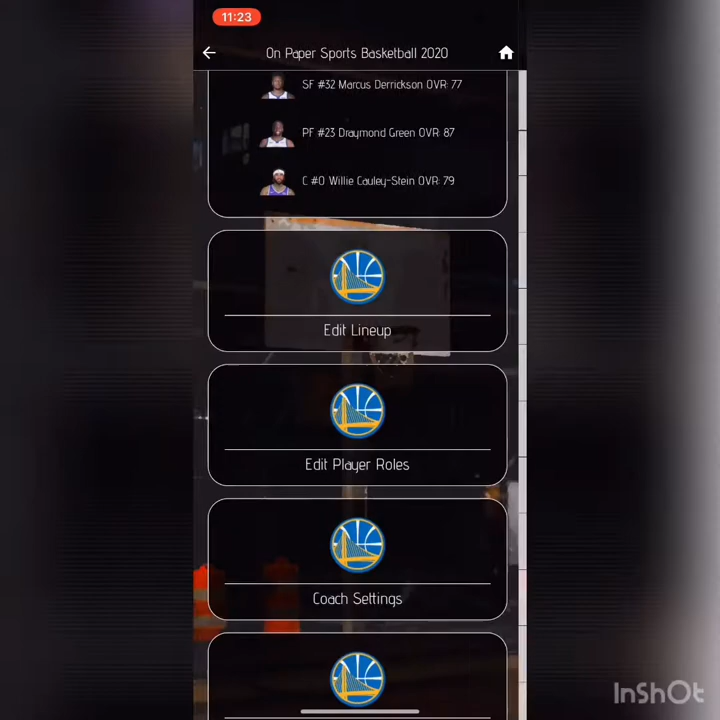 11:23
On Paper Sports Basketball 2020
SF #32 Marcus Derrickson OVR: 77
PF #23 Draymond Green OVR: 87
C #0 Willie Cauley-Stein OVR: 79
Edit Lineup
Edit Player Roles
Coach Settings
InShOt